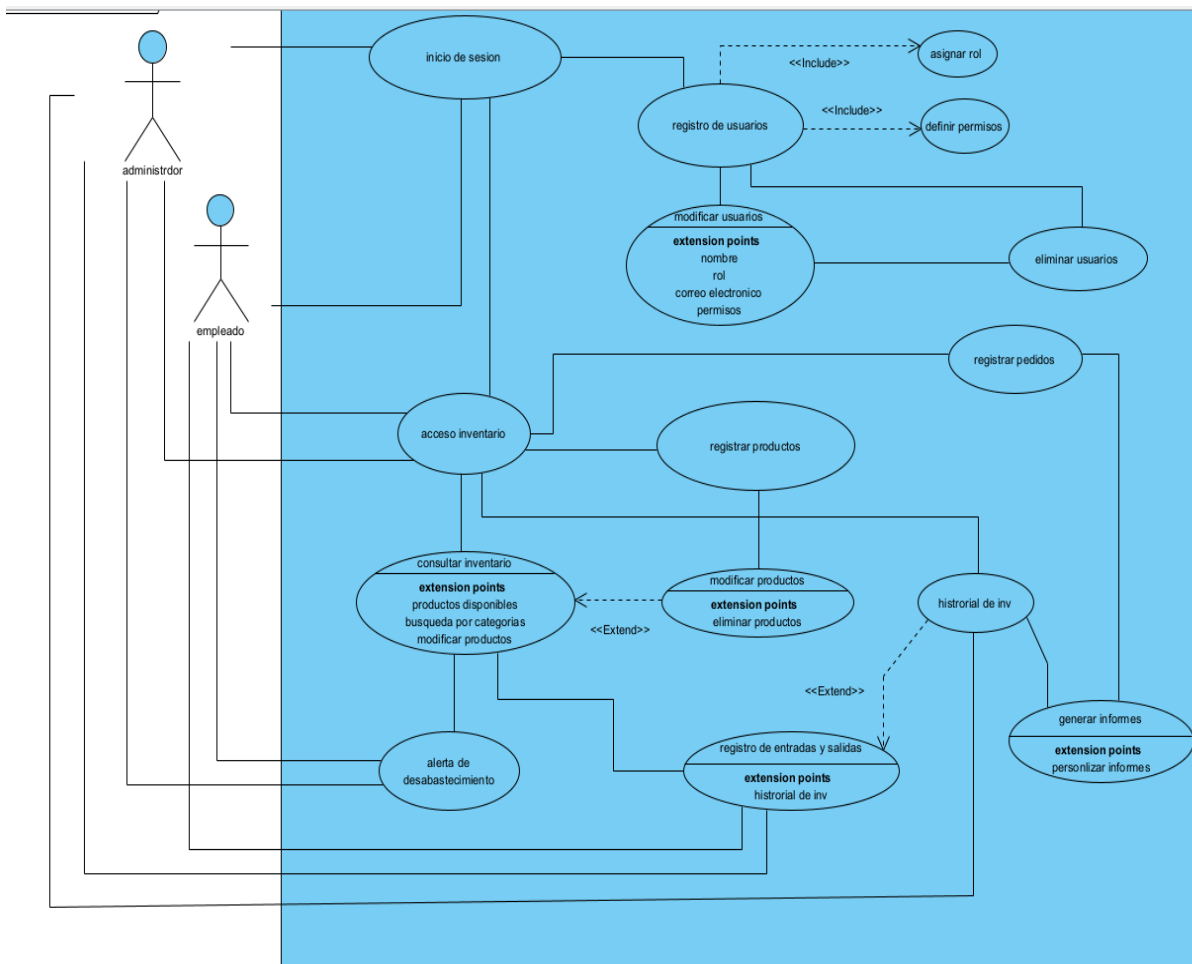 inicio de sesion
asignar rol
<<Include>>
registro de usuarios
<<Include>>
definir permisos
administrdor
modificar usuarios
extension points
nombre
rol
correo electronico
permisos
eliminar usuarios
empleado
registrar pedidos
acceso inventario
registrar productos
consultar inventario
extension points
productos disponibles
busqueda por categorias
modificar productos
<<Extend>>
modificar productos
extension points
eliminar productos
histrorial de inv
<<Extend>>
generar informes
extension points
personlizar informes
alerta de
desabastecimiento
registro de entradas y salidas
extension points
histrorial de inv